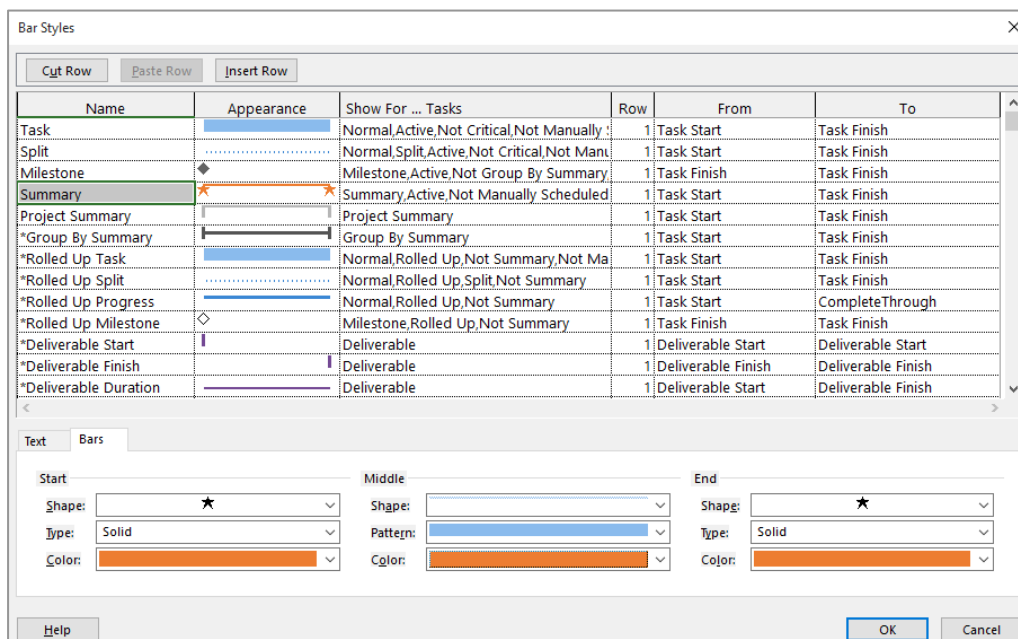 Bar Styles
Cut Row Paste Row Insert Row
Name Appearance Show For ... Tasks Row From To
Task Normal,Active,Not Critical,Not Manually 1 Task Start Task Finish
Split Normal,Split,Active,Not Critical,Not Manu 1 Task Start Task Finish
Milestone Milestone,Active,Not Group By Summary 1 Task Finish Task Finish
Summary Summary,Active,Not Manually Scheduled 1 Task Start Task Finish
Project Summary Project Summary 1 Task Start Task Finish
*Group By Summary Group By Summary 1 Task Start Task Finish
*Rolled Up Task Normal,Rolled Up,Not Summary,Not Ma 1 Task Start Task Finish
*Rolled Up Split Normal,Rolled Up,Split,Not Summary 1 Task Start Task Finish
*Rolled Up Progress Normal,Rolled Up,Not Summary 1 Task Start CompleteThrough
*Rolled Up Milestone Milestone,Rolled Up,Not Summary 1 Task Finish Task Finish
*Deliverable Start Deliverable 1 Deliverable Start Deliverable Start
*Deliverable Finish Deliverable 1 Deliverable Finish Deliverable Finish
*Deliverable Duration Deliverable 1 Deliverable Start Deliverable Finish
Text Bars
Start Middle End
Shape: Shape: Shape:
Type: Solid Pattern: Type: Solid
Color: Color: Color:
Help OK Cancel